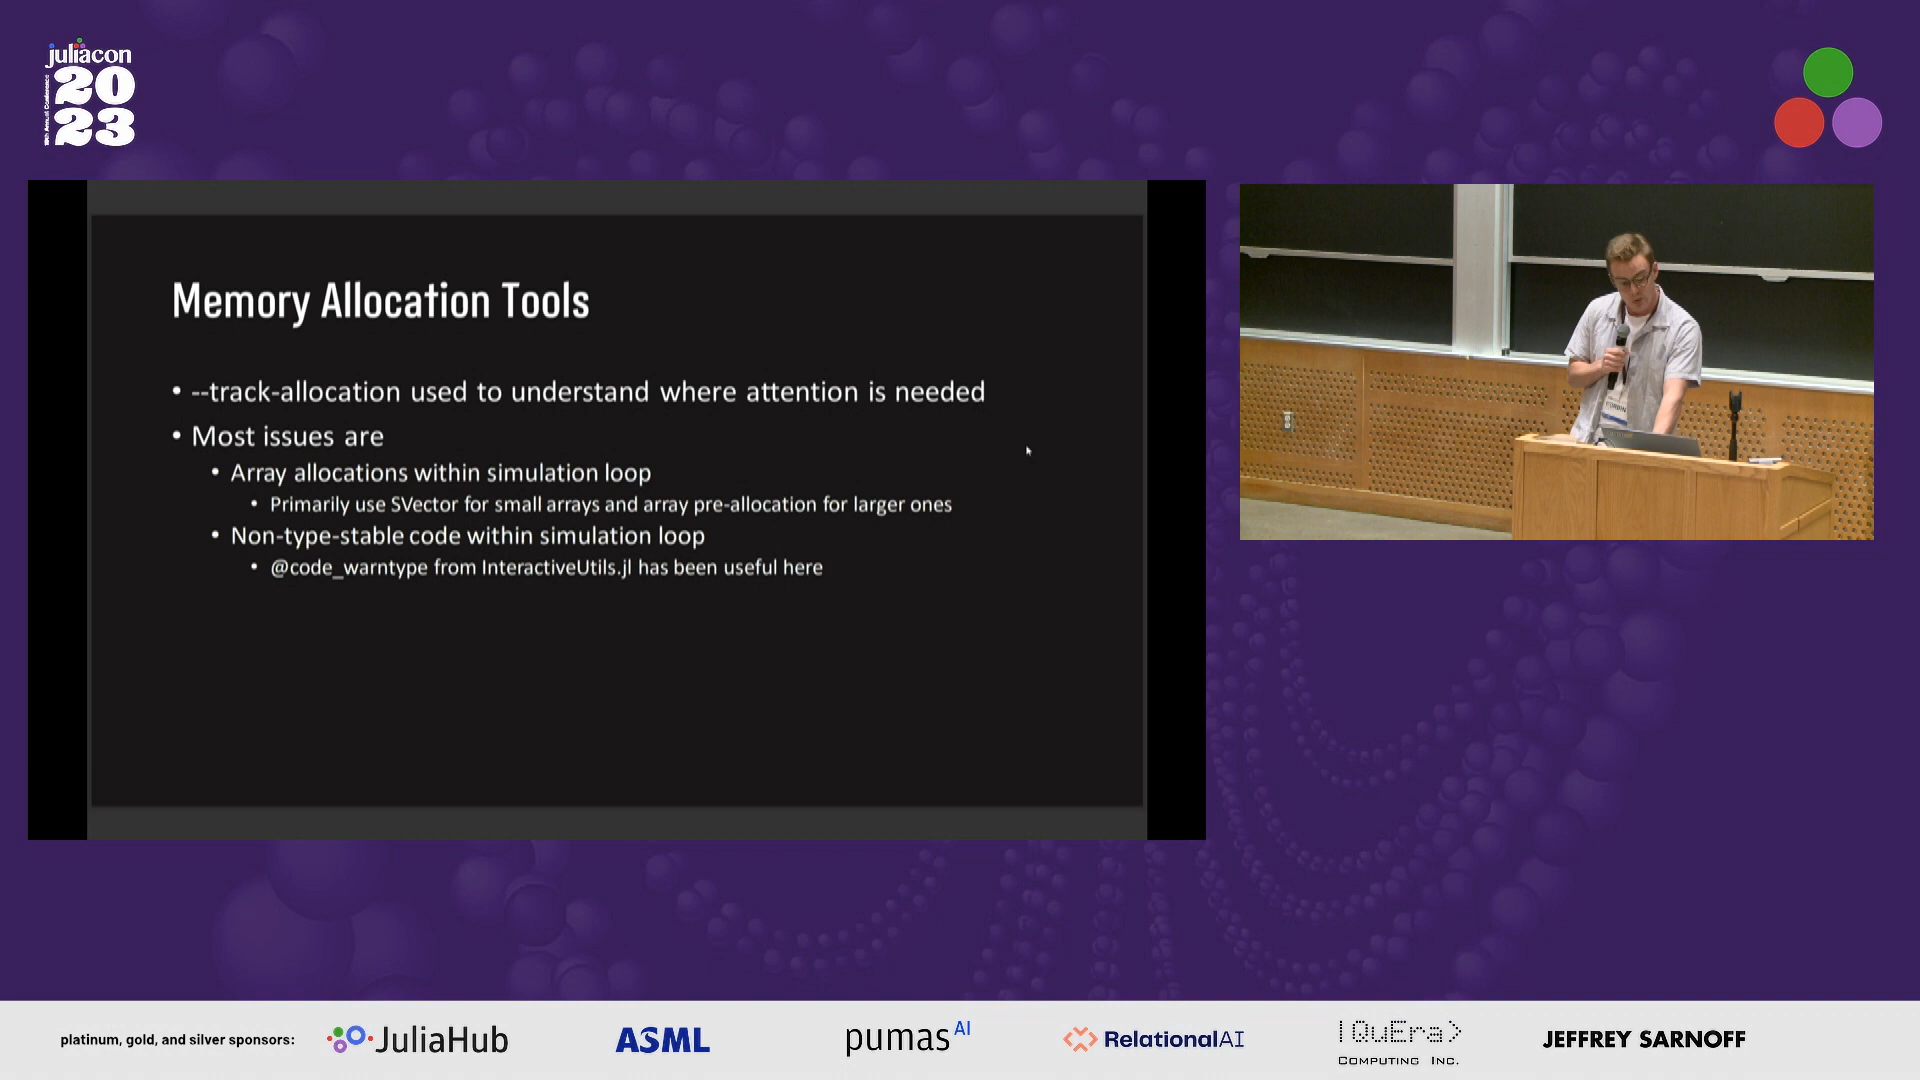 juliacon
20
23
Memory Allocation Tools
• --track-allocation used to understand where attention is needed
• Most issues are
• Array allocations within simulation loop
• Primarily use SVector for small arrays and array pre-allocation for larger ones
• Non-type-stable code within simulation loop
• @code_warntype from InteractiveUtils.jl has been useful here
platinum, gold, and silver sponsors:
JuliaHub
ASML
pumasAI
RelationalAI
|QuEra>
COMPUTING INC.
JEFFREY SARNOFF